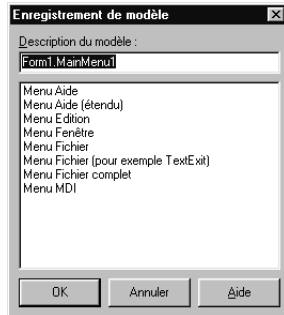 Enregistrement de modèle
Description du modèle :
Form1.MainMenu1
Menu Aide
Menu Aide (étendu)
Menu Edition
Menu Fenêtre
Menu Fichier
Menu Fichier (pour exemple TextExit)
Menu Fichier complet
Menu MDI
OK Annuler Aide